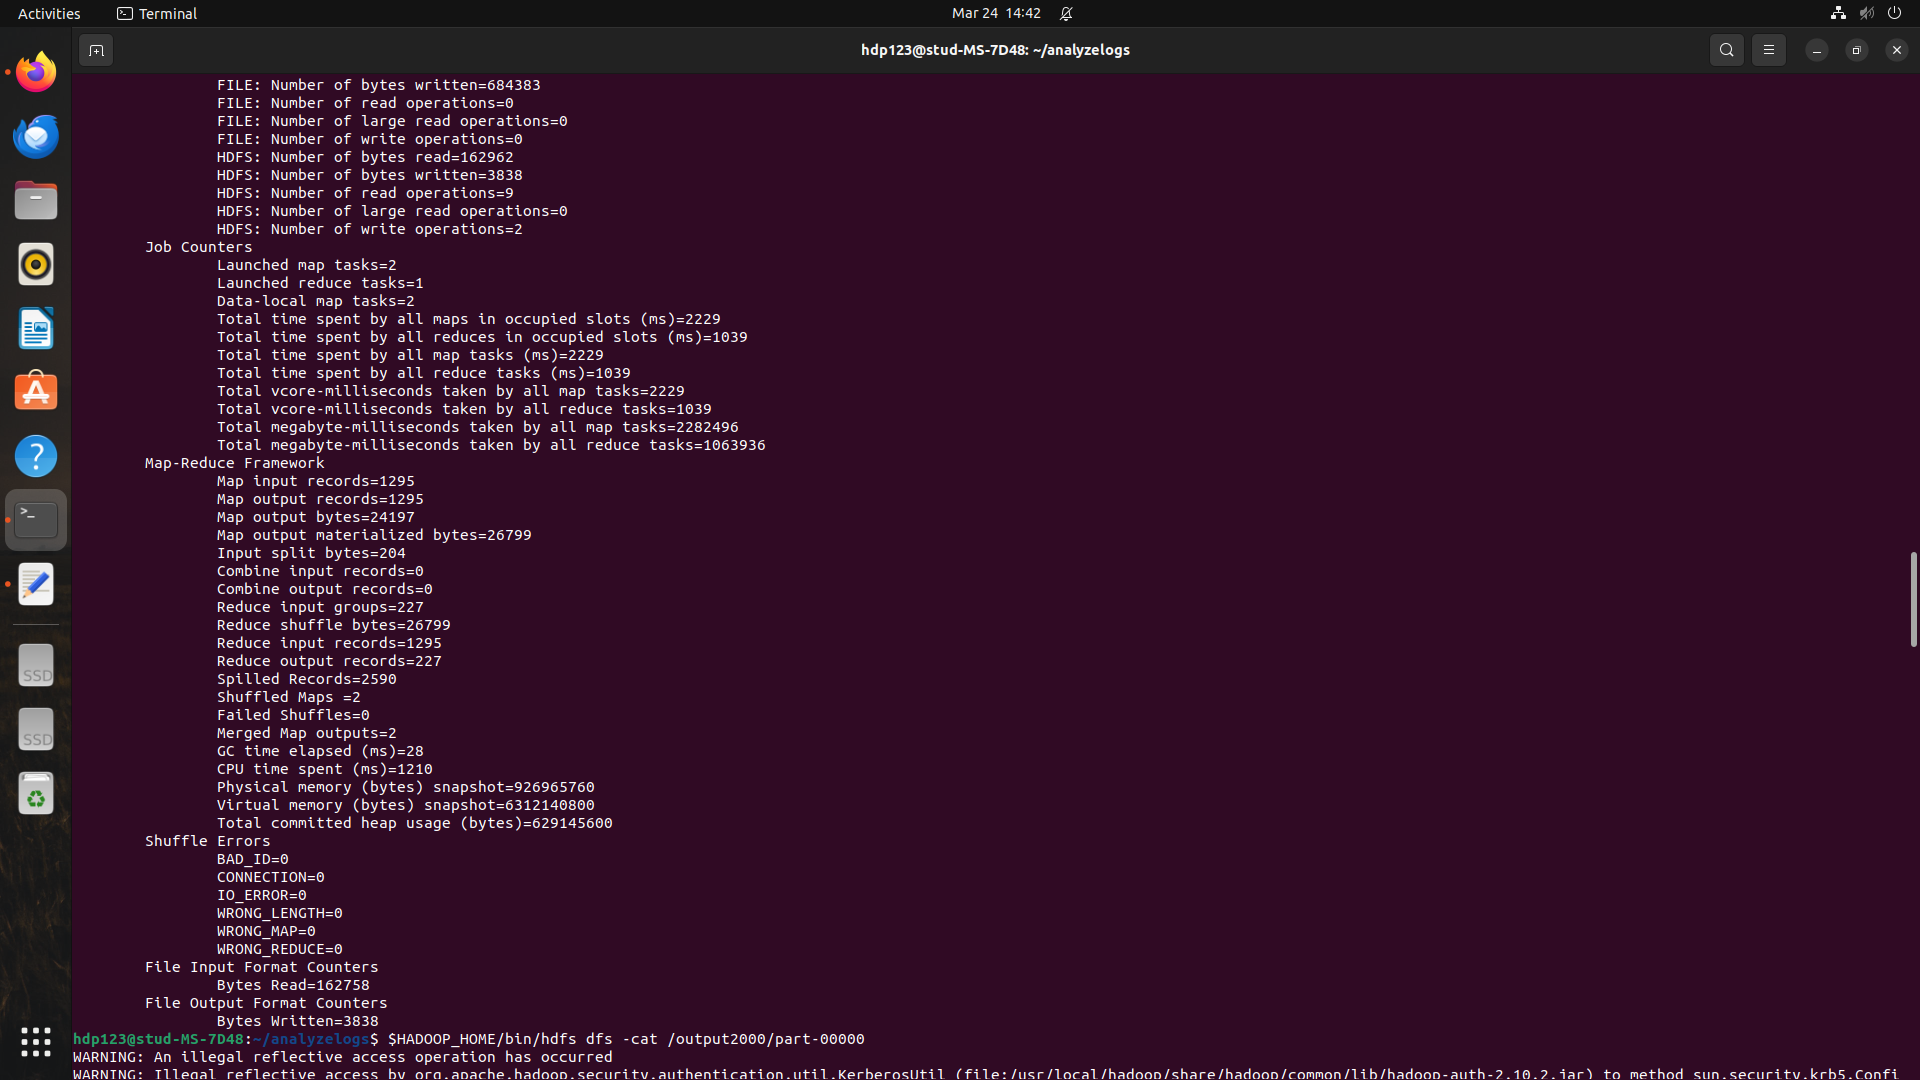 Activities
Terminal
Mar 24 14:42
hdp123@stud-MS-7D48: ~/analyzelogs
FILE: Number of bytes written=684383
FILE: Number of read operations=0
FILE: Number of large read operations=0
FILE: Number of write operations=0
HDFS: Number of bytes read=162962
HDFS: Number of bytes written=3838
HDFS: Number of read operations=9
HDFS: Number of large read operations=0
HDFS: Number of write operations=2
Job Counters
Launched map tasks=2
Launched reduce tasks=1
Data-local map tasks=2
Total time spent by all maps in occupied slots (ms)=2229
Total time spent by all reduces in occupied slots (ms)=1039
Total time spent by all map tasks (ms)=2229
Total time spent by all reduce tasks (ms)=1039
Total vcore-milliseconds taken by all map tasks=2229
Total vcore-milliseconds taken by all reduce tasks=1039
Total megabyte-milliseconds taken by all map tasks=2282496
Total megabyte-milliseconds taken by all reduce tasks=1063936
Map-Reduce Framework
Map input records=1295
Map output records=1295
Map output bytes=24197
Map output materialized bytes=26799
Input split bytes=204
Combine input records=0
Combine output records=0
Reduce input groups=227
Reduce shuffle bytes=26799
Reduce input records=1295
Reduce output records=227
Spilled Records=2590
Shuffled Maps =2
Failed Shuffles=0
Merged Map outputs=2
GC time elapsed (ms)=28
CPU time spent (ms)=1210
Physical memory (bytes) snapshot=926965760
Virtual memory (bytes) snapshot=6312140800
Total committed heap usage (bytes)=629145600
Shuffle Errors
BAD_ID=0
CONNECTION=0
IO_ERROR=0
WRONG_LENGTH=0
WRONG_MAP=0
WRONG_REDUCE=0
File Input Format Counters
Bytes Read=162758
File Output Format Counters
Bytes Written=3838
hdp123@stud-MS-7D48:~/analyzelogs$ $HADOOP_HOME/bin/hdfs dfs -cat /output2000/part-00000
WARNING: An illegal reflective access operation has occurred
WARNING: Illegal reflective access by org.apache.hadoop.security.authentication.util.KerberosUtil (file:/usr/local/hadoop/share/hadoop/common/lib/hadoop-auth-2.10.2.jar) to method sun.security.krb5.Confi
SSD
SSD